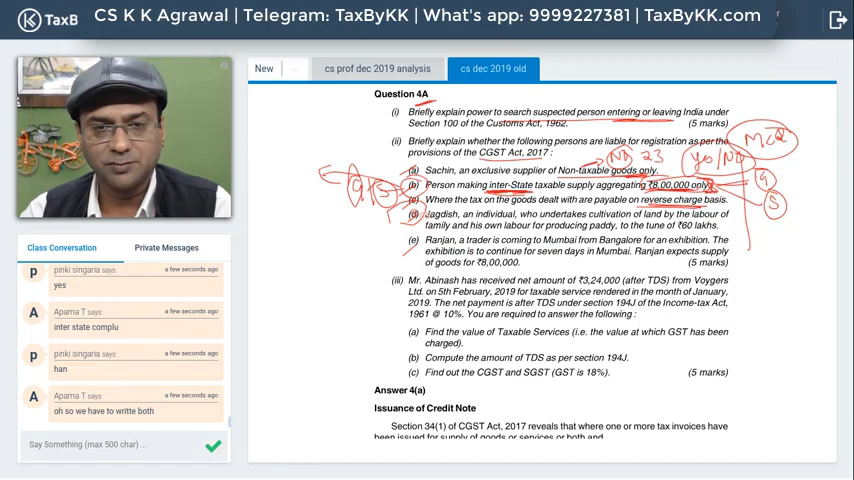 CS K K Agrawal | Telegram: TaxByKK | What's app: 9999227381 | TaxByKK.com
TaxB
New
cs prof dec 2019 analysis
cs dec 2019 old
Question 4A
(i) Briefly explain power to search suspected person entering or leaving India under
Section 100 of the Customs Act, 1962. (5 marks)
(ii) Briefly explain whether the following persons are liable for registration as per the
provisions of the CGST Act, 2017 :
MCQ
No 23
yes/No
(a) Sachin, an exclusive supplier of Non-taxable goods only.
(b) Person making inter-State taxable supply aggregating ₹8,00,000 only.
G
(c) Where the tax on the goods dealt with are payable on reverse charge basis.
S
(d) Jagdish, an individual, who undertakes cultivation of land by the labour of
family and his own labour for producing paddy, to the tune of ₹60 lakhs.
(e) Ranjan, a trader is coming to Mumbai from Bangalore for an exhibition. The
exhibition is to continue for seven days in Mumbai. Ranjan expects supply
of goods for ₹8,00,000. (5 marks)
(iii) Mr. Abinash has received net amount of ₹3,24,000 (after TDS) from Voygers
Ltd. on 5th February, 2019 for taxable service rendered in the month of January,
2019. The net payment is after TDS under section 194J of the Income-tax Act,
1961 @ 10%. You are required to answer the following :
(a) Find the value of Taxable Services (i.e. the value at which GST has been
charged).
(b) Compute the amount of TDS as per section 194J.
(c) Find out the CGST and SGST (GST is 18%). (5 marks)
Answer 4(a)
Issuance of Credit Note
Section 34(1) of CGST Act, 2017 reveals that where one or more tax invoices have
been issued for supply of goods or services or both and
Class Conversation
Private Messages
p
pinki singaria says:
a few seconds ago
yes
A
Aparna T says:
a few seconds ago
inter state complu
p
pinki singaria says:
a few seconds ago
han
A
Aparna T says:
a few seconds ago
oh so we have to writte both
Say Something (max 500 char) ...